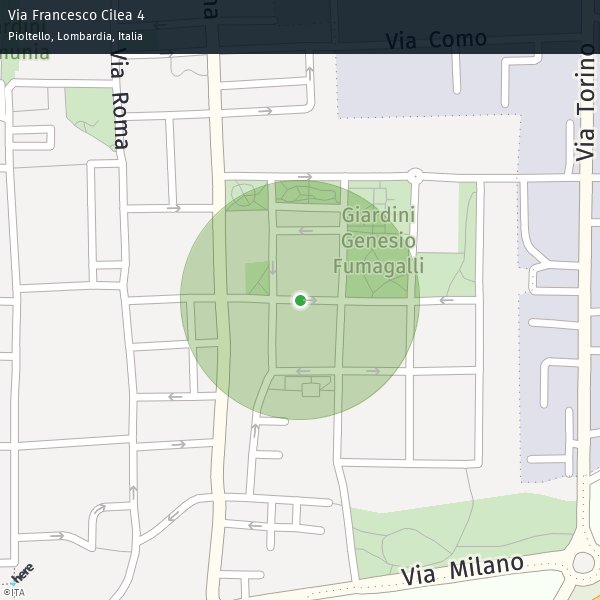 Via Francesco Cilea 4
Pioltello, Lombardia, Italia
Via Como
Via Torino
Via Roma
Giardini
Genesio
Fumagalli
Via Milano
here
©ITA